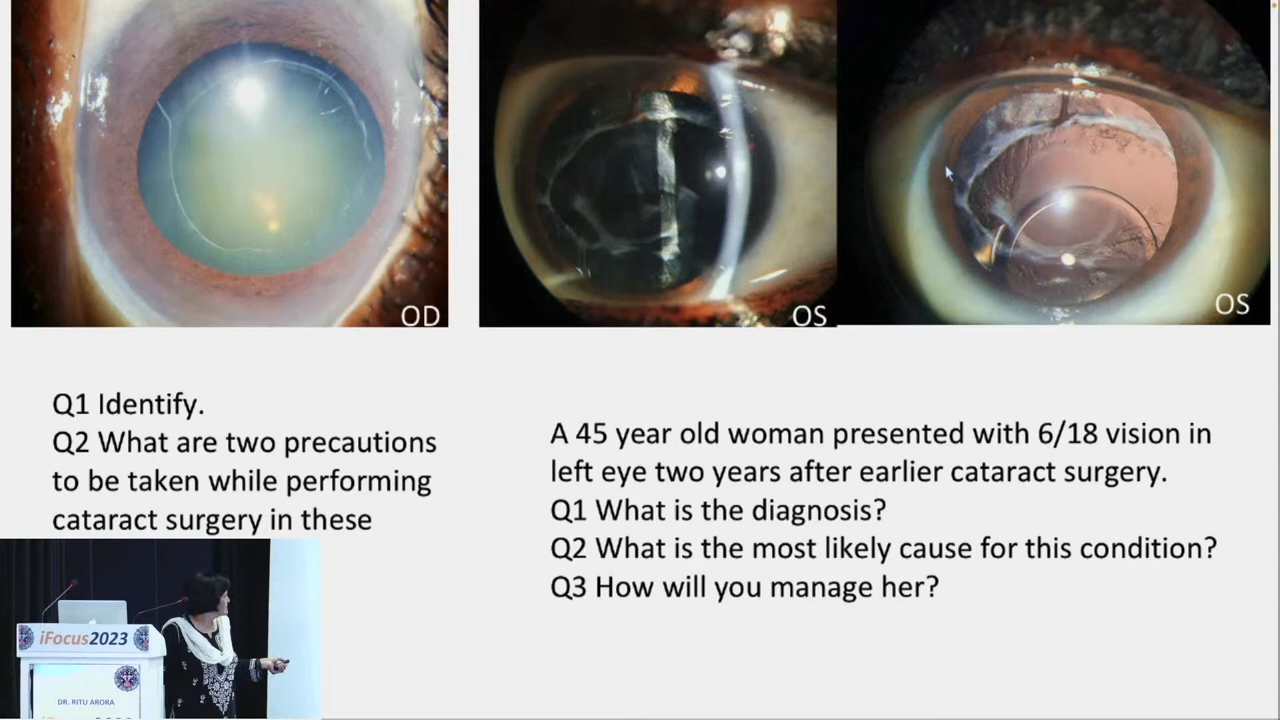 OD
OS
OS
Q1 Identify.
Q2 What are two precautions
to be taken while performing
cataract surgery in these
A 45 year old woman presented with 6/18 vision in
left eye two years after earlier cataract surgery.
Q1 What is the diagnosis?
Q2 What is the most likely cause for this condition?
Q3 How will you manage her?
iFocus2023
DR. RITU ARORA